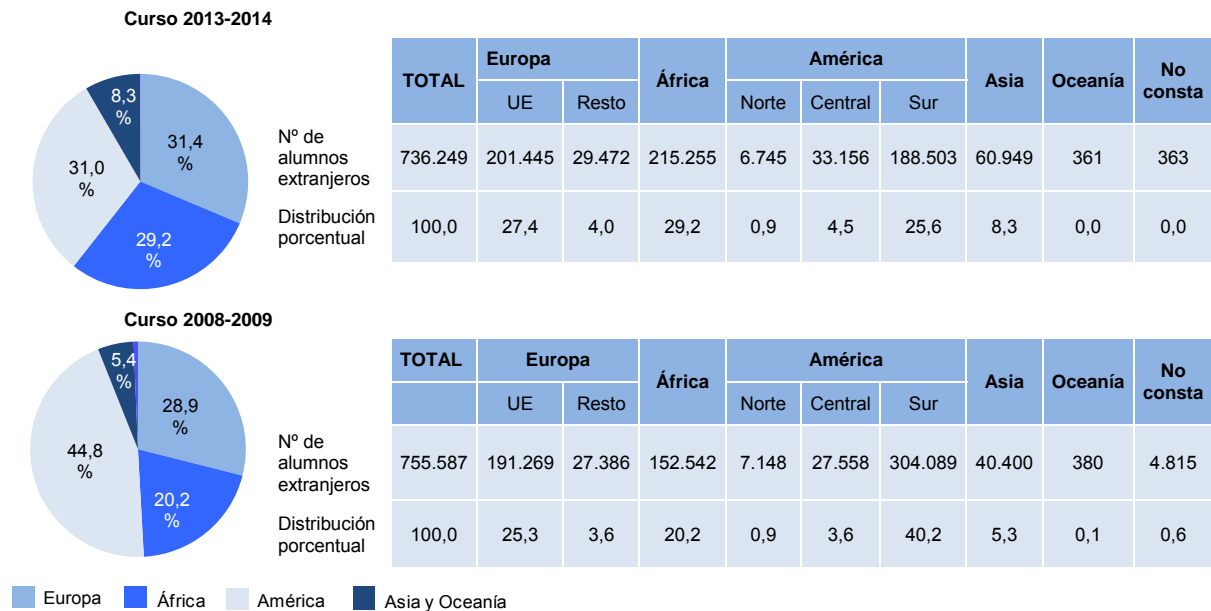 Curso 2013-2014
8,3
%
31,4
%
31,0
%
29,2
%
TOTAL Europa África América Asia Oceanía No consta
UE Resto Norte Central Sur
Nº de
alumnos
extranjeros
736.249 201.445 29.472 215.255 6.745 33.156 188.503 60.949 361 363
Distribución
porcentual
100,0 27,4 4,0 29,2 0,9 4,5 25,6 8,3 0,0 0,0
Curso 2008-2009
5,4
%
28,9
%
44,8
%
20,2
%
TOTAL Europa África América Asia Oceanía No consta
UE Resto Norte Central Sur
Nº de
alumnos
extranjeros
755.587 191.269 27.386 152.542 7.148 27.558 304.089 40.400 380 4.815
Distribución
porcentual
100,0 25,3 3,6 20,2 0,9 3,6 40,2 5,3 0,1 0,6
Europa África América Asia y Oceanía